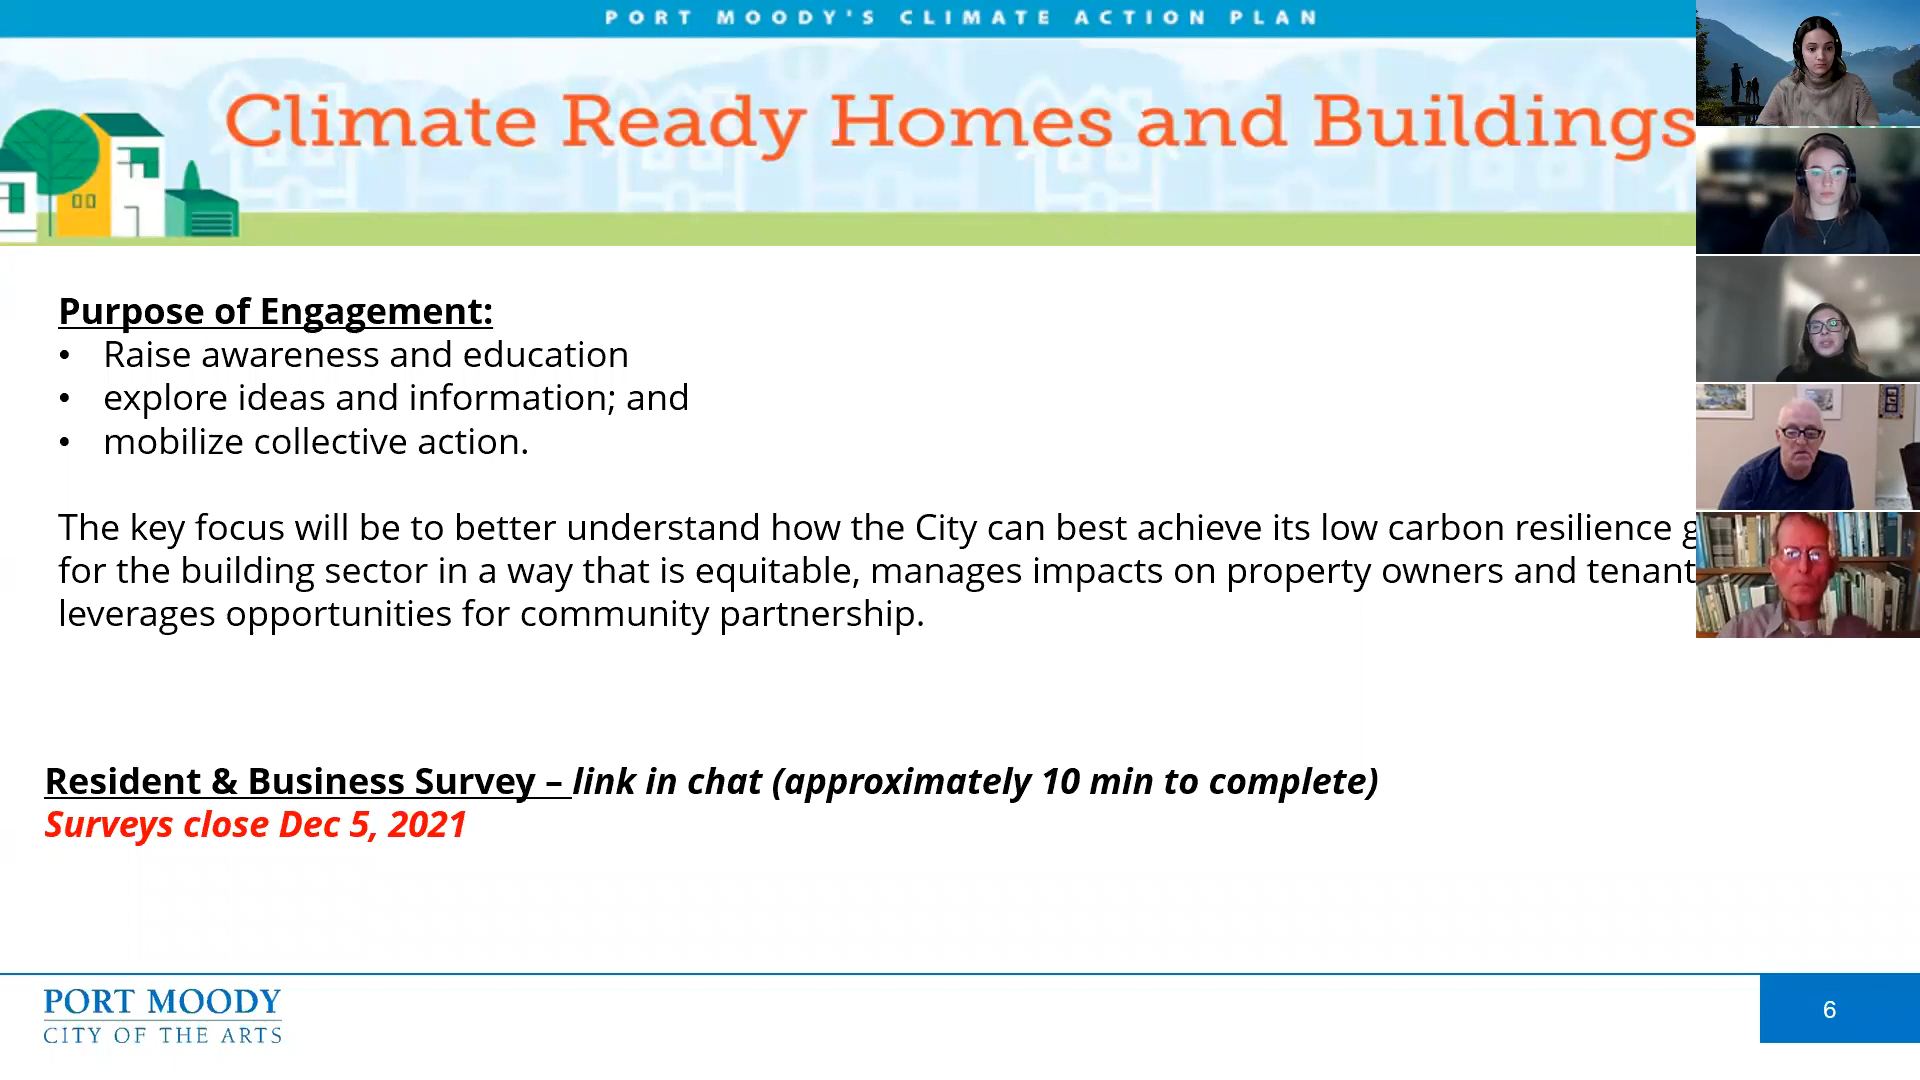 PORT MOODY'S CLIMATE ACTION PLAN
Climate Ready Homes and Buildings
Purpose of Engagement:
• Raise awareness and education
• explore ideas and information; and
• mobilize collective action.
The key focus will be to better understand how the City can best achieve its low carbon resilience
for the building sector in a way that is equitable, manages impacts on property owners and tenant
leverages opportunities for community partnership.
Resident & Business Survey – link in chat (approximately 10 min to complete)
Surveys close Dec 5, 2021
PORT MOODY
CITY OF THE ARTS
6